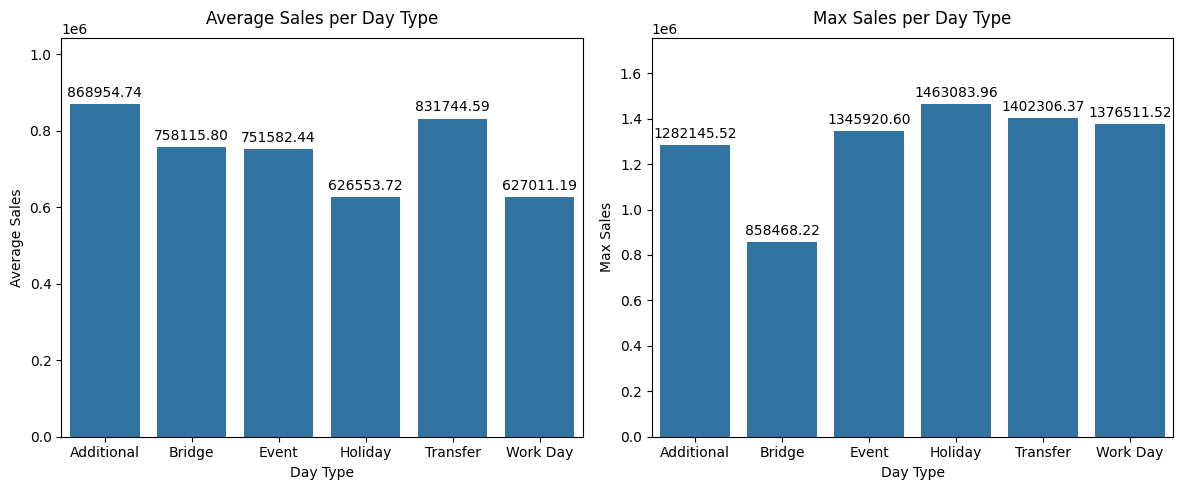 Average Sales per Day Type
1e6
1.0
0.8
0.6
0.4
0.2
0.0
Average Sales
868954.74
758115.80
751582.44
626553.72
831744.59
627011.19
Additional
Bridge
Event
Holiday
Transfer
Work Day
Day Type
Max Sales per Day Type
1e6
1.6
1.4
1.2
1.0
0.8
0.6
0.4
0.2
0.0
Max Sales
1282145.52
858468.22
1345920.60
1463083.96
1402306.37
1376511.52
Additional
Bridge
Event
Holiday
Transfer
Work Day
Day Type